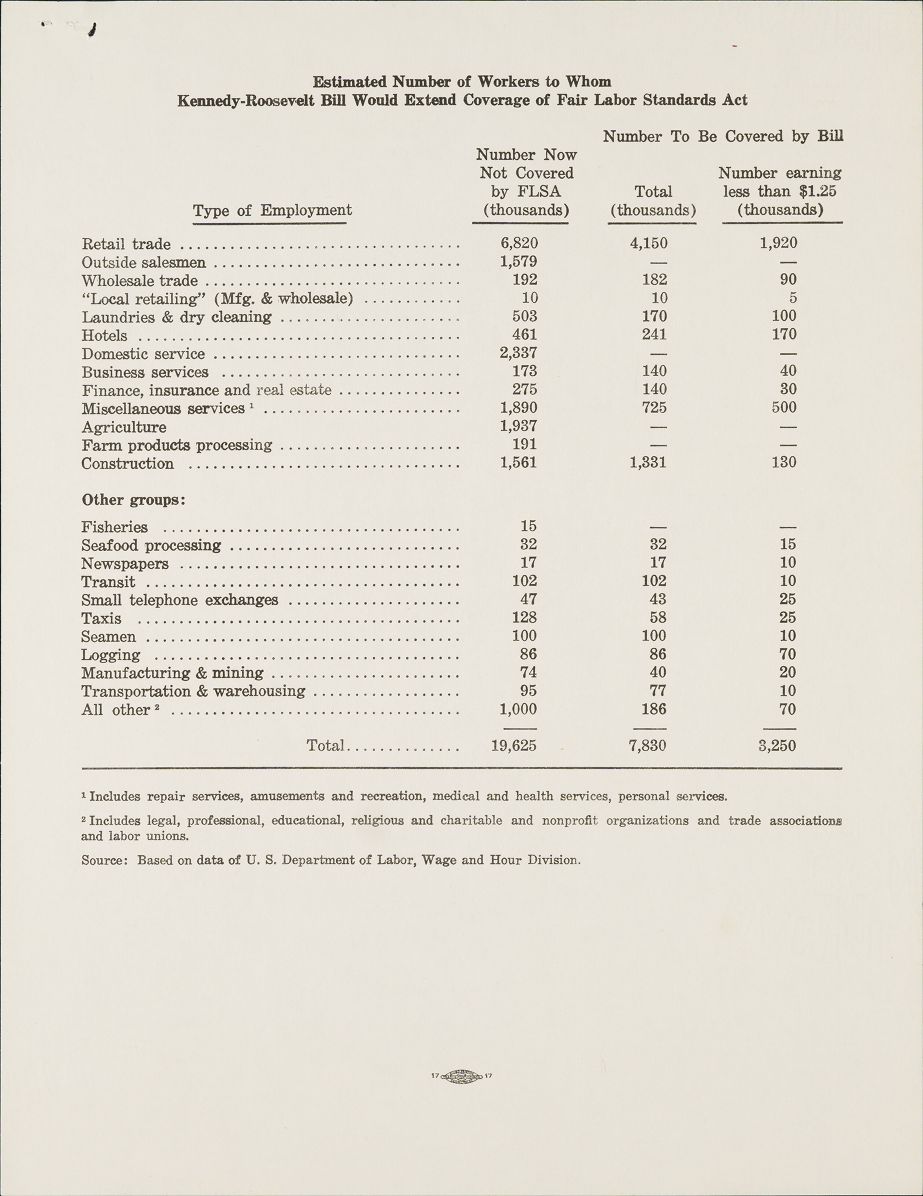 Estimated Number of Workers to Whom
Kennedy-Roosevelt Bill Would Extend Coverage of Fair Labor Standards Act
Number To Be Covered by Bill
Number Now
Not Covered Number earning
by FLSA Total less than $1.25
Type of Employment (thousands) (thousands) (thousands)
Retail trade .................................. 6,820 4,150 1,920
Outside salesmen .............................. 1,579 — —
Wholesale trade ............................... 192 182 90
“Local retailing” (Mfg. & wholesale) ............ 10 10 5
Laundries & dry cleaning ...................... 503 170 100
Hotels ....................................... 461 241 170
Domestic service .............................. 2,337 — —
Business services ............................. 173 140 40
Finance, insurance and real estate ............... 275 140 30
Miscellaneous services ¹ ........................ 1,890 725 500
Agriculture 1,937 — —
Farm products processing ...................... 191 — —
Construction ................................. 1,561 1,331 130
Other groups:
Fisheries .................................... 15 — —
Seafood processing ............................ 32 32 15
Newspapers .................................. 17 17 10
Transit ...................................... 102 102 10
Small telephone exchanges ..................... 47 43 25
Taxis ....................................... 128 58 25
Seamen ...................................... 100 100 10
Logging ..................................... 86 86 70
Manufacturing & mining ....................... 74 40 20
Transportation & warehousing .................. 95 77 10
All other ² ................................... 1,000 186 70
Total.............. 19,625 7,830 3,250
¹ Includes repair services, amusements and recreation, medical and health services, personal services.
² Includes legal, professional, educational, religious and charitable and nonprofit organizations and trade associations
and labor unions.
Source: Based on data of U. S. Department of Labor, Wage and Hour Division.
17 17